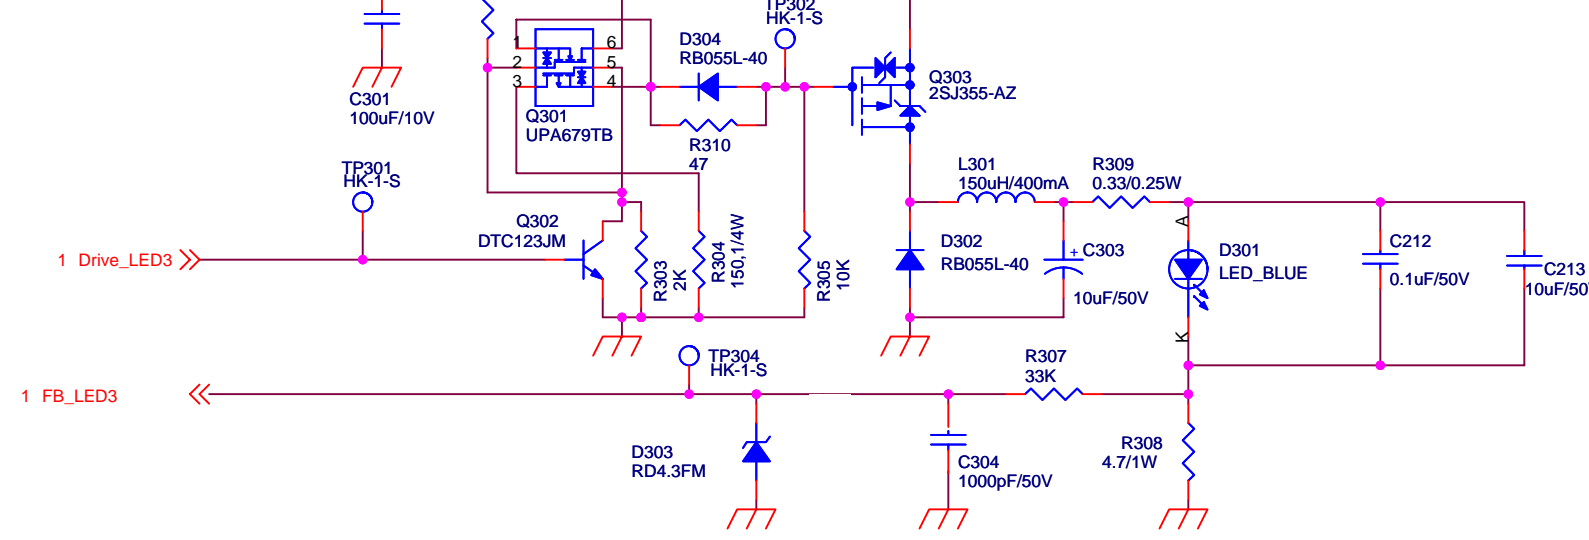 TP302
HK-1-S
D304
RB055L-40
1
2
3
6
5
4
Q303
2SJ355-AZ
C301
100uF/10V
Q301
UPA679TB
R310
47
TP301
HK-1-S
L301
150uH/400mA
R309
0.33/0.25W
Q302
DTC123JM
R303
2K
R304
150,1/4W
R305
10K
D302
RB055L-40
+
C303
10uF/50V
A
D301
LED_BLUE
K
C212
0.1uF/50V
C213
10uF/50
1 Drive_LED3
TP304
HK-1-S
R307
33K
1 FB_LED3
D303
RD4.3FM
C304
1000pF/50V
R308
4.7/1W